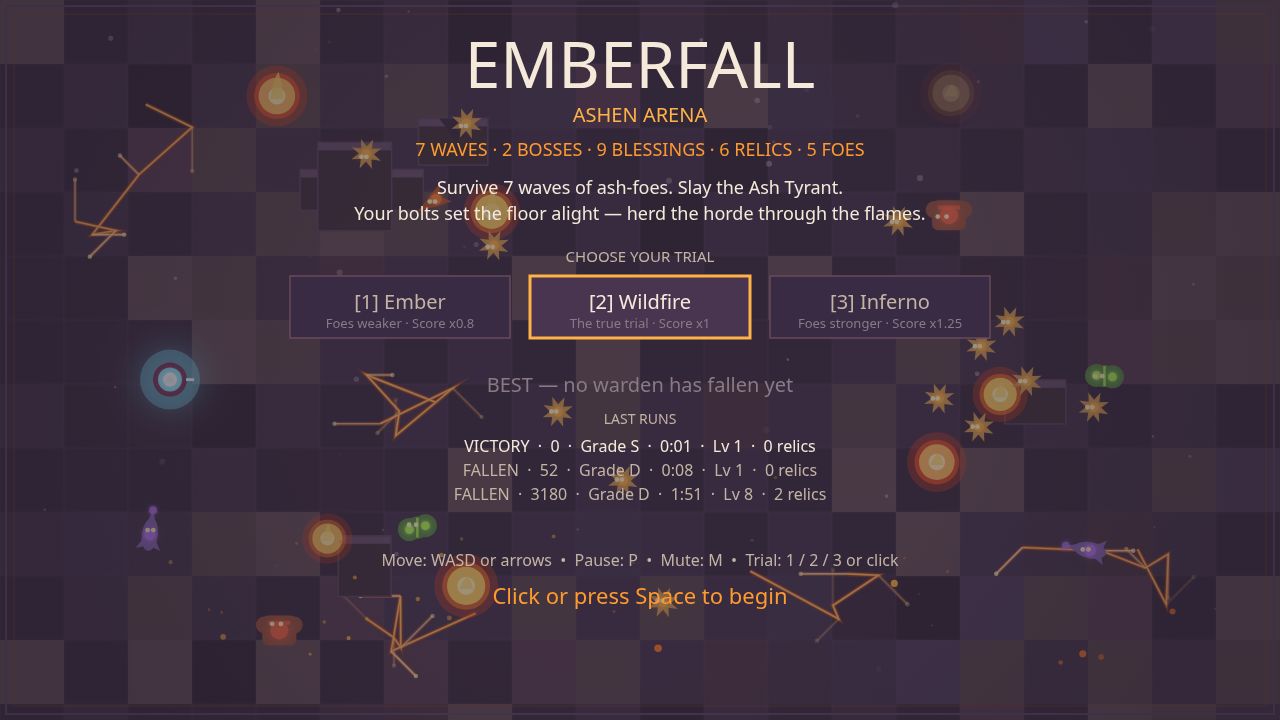 EMBERFALL
ASHEN ARENA
7 WAVES · 2 BOSSES · 9 BLESSINGS · 6 RELICS · 5 FOES
Survive 7 waves of ash-foes. Slay the Ash Tyrant.
Your bolts set the floor alight — herd the horde through the flames.
CHOOSE YOUR TRIAL
[1] Ember
Foes weaker · Score x0.8
[2] Wildfire
The true trial · Score x1
[3] Inferno
Foes stronger · Score x1.25
BEST — no warden has fallen yet
LAST RUNS
VICTORY · 0 · Grade S · 0:01 · Lv 1 · 0 relics
FALLEN · 52 · Grade D · 0:08 · Lv 1 · 0 relics
FALLEN · 3180 · Grade D · 1:51 · Lv 8 · 2 relics
Move: WASD or arrows • Pause: P • Mute: M • Trial: 1 / 2 / 3 or click
Click or press Space to begin